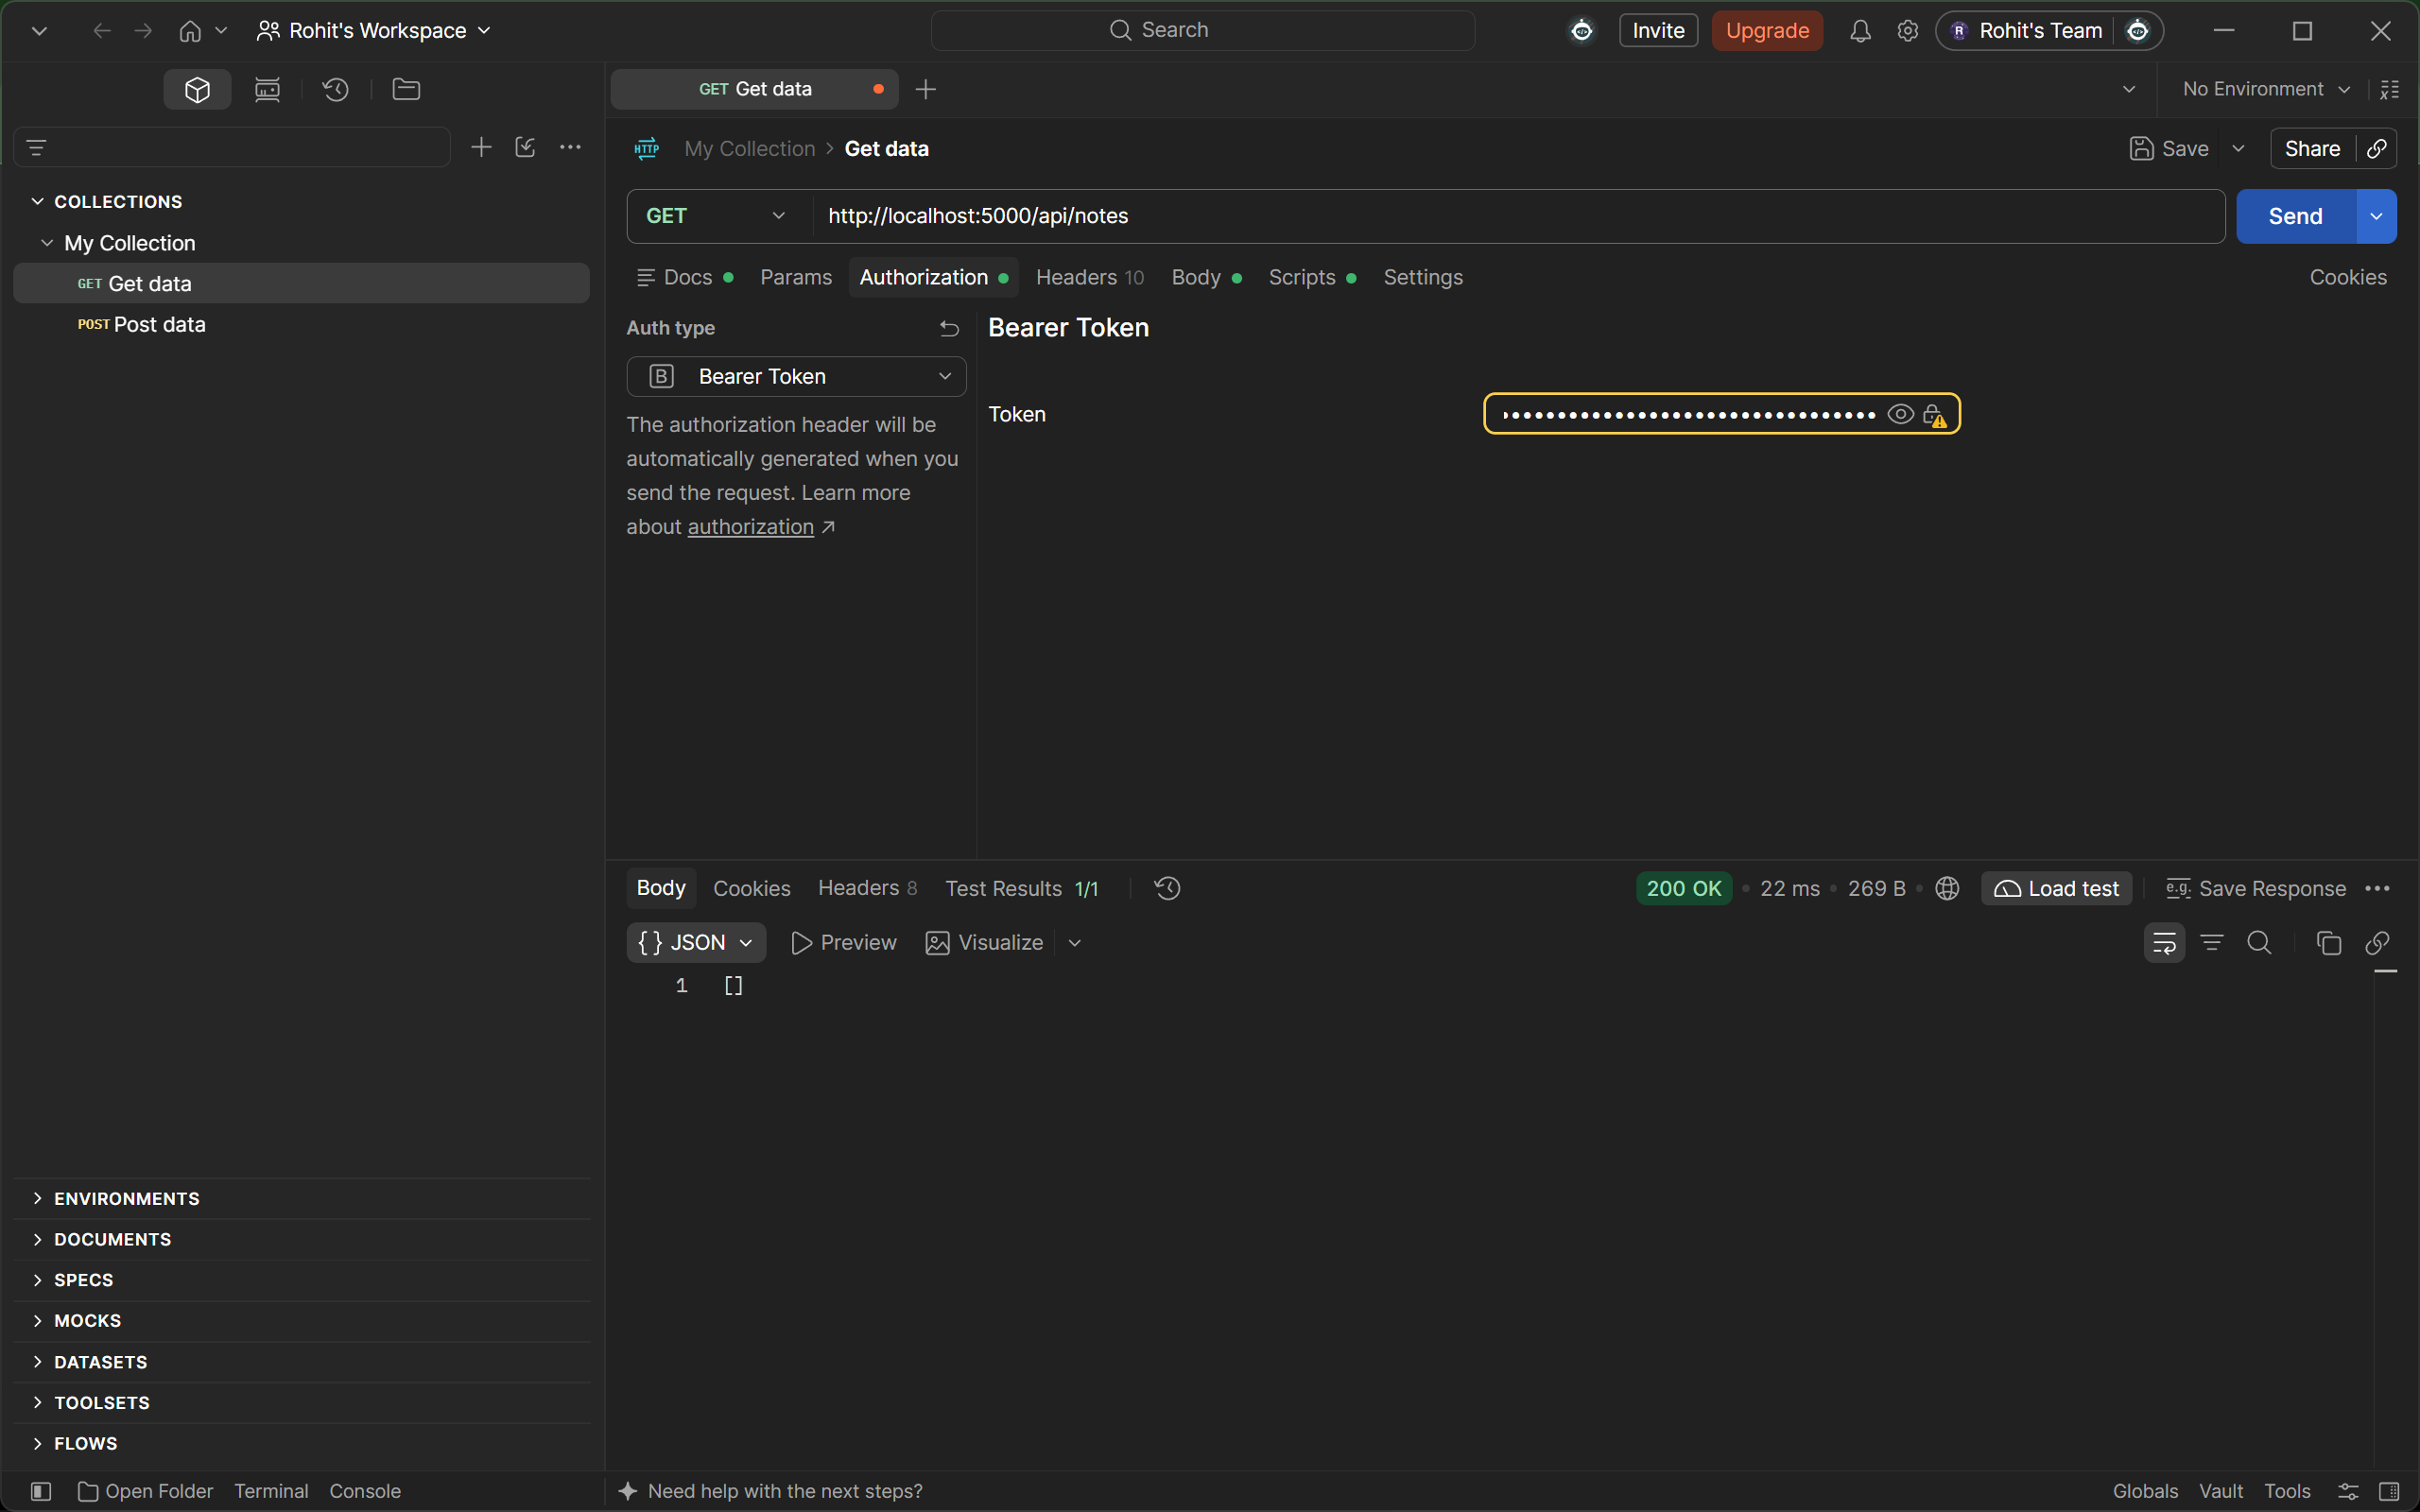 Rohit's Workspace
Search
Invite
Upgrade
R
Rohit's Team
GET Get data
No Environment
HTTP
My Collection > Get data
Save
Share
COLLECTIONS
My Collection
GET Get data
POST Post data
GET
http://localhost:5000/api/notes
Send
Docs
Params
Authorization
Headers 10
Body
Scripts
Settings
Cookies
Auth type
B Bearer Token
The authorization header will be
automatically generated when you
send the request. Learn more
about authorization ↗
Bearer Token
Token
Body
Cookies
Headers 8
Test Results 1/1
200 OK • 22 ms • 269 B
Load test
e.g. Save Response
{} JSON
Preview
Visualize
1 []
ENVIRONMENTS
DOCUMENTS
SPECS
MOCKS
DATASETS
TOOLSETS
FLOWS
Open Folder
Terminal
Console
Need help with the next steps?
Globals
Vault
Tools